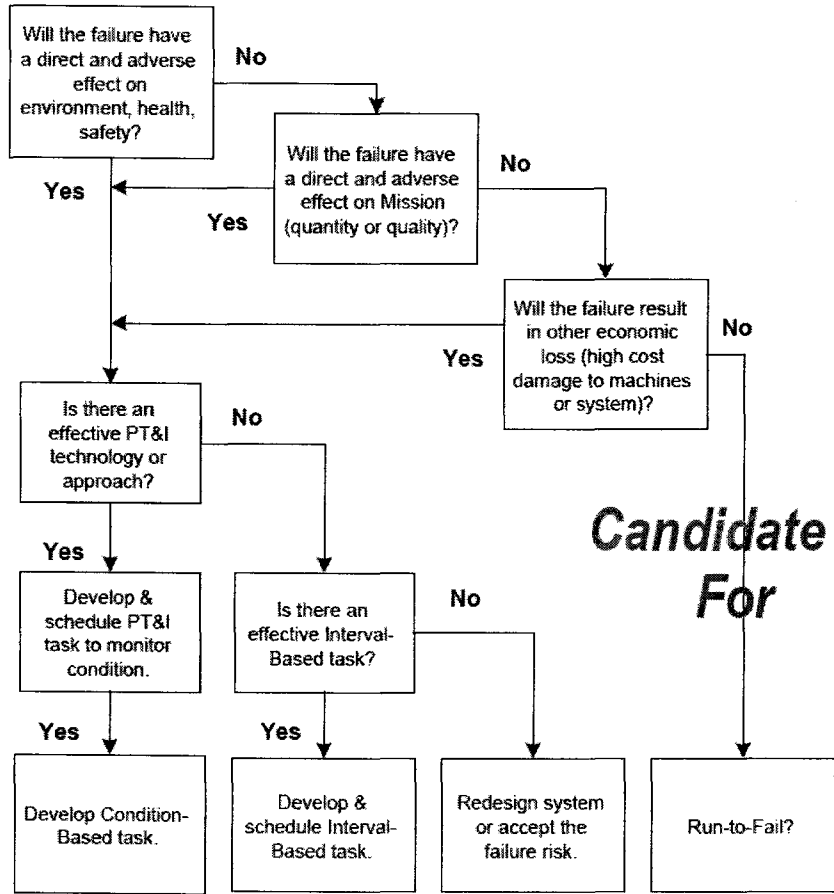 Will the failure have
a direct and adverse
effect on
environment, health,
safety?
No
Will the failure have
a direct and adverse
effect on Mission
(quantity or quality)?
Yes
Yes
No
Will the failure result
in other economic
loss (high cost
damage to machines
or system)?
Yes
No
Is there an
effective PT&I
technology or
approach?
No
Yes
Candidate
For
Develop &
schedule PT&I
task to monitor
condition.
Is there an
effective Interval-
Based task?
No
Yes
Yes
Develop Condition-
Based task.
Develop &
schedule Interval-
Based task.
Redesign system
or accept the
failure risk.
Run-to-Fail?